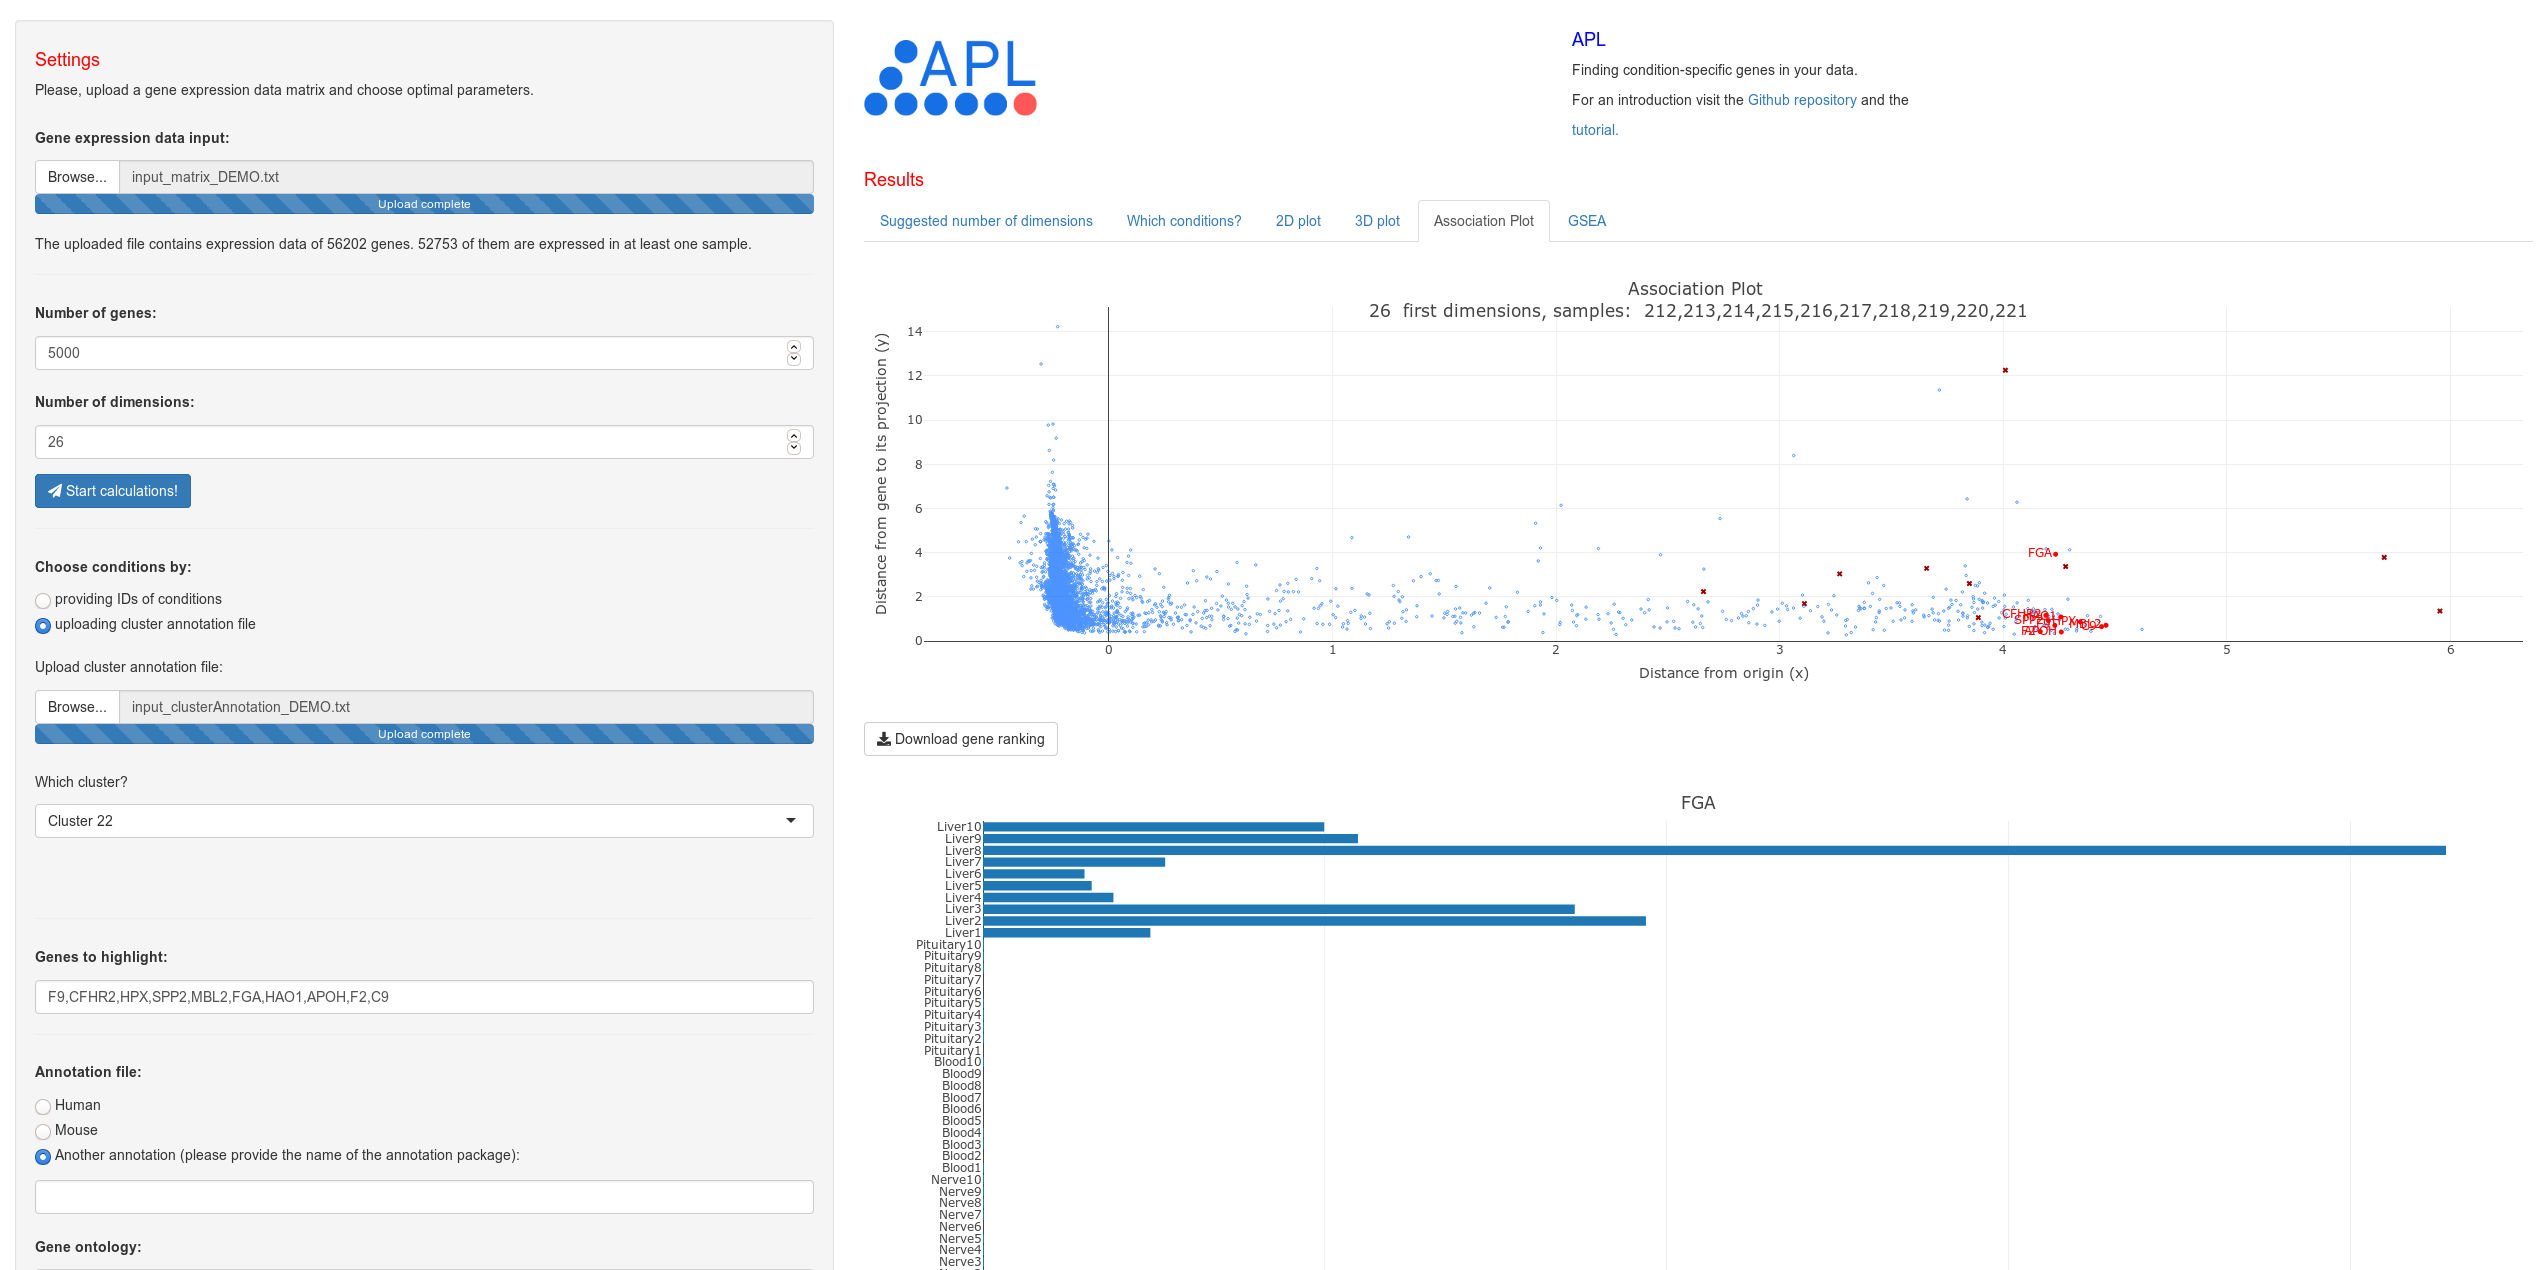 Settings
Please, upload a gene expression data matrix and choose optimal parameters.
Gene expression data input:
Browse... input_matrix_DEMO.txt
Upload complete
The uploaded file contains expression data of 56202 genes. 52753 of them are expressed in at least one sample.
Number of genes:
5000
Number of dimensions:
26
Start calculations!
Choose conditions by:
providing IDs of conditions
uploading cluster annotation file
Upload cluster annotation file:
Browse... input_clusterAnnotation_DEMO.txt
Upload complete
Which cluster?
Cluster 22
Genes to highlight:
F9,CFHR2,HPX,SPP2,MBL2,FGA,HAO1,APOH,F2,C9
Annotation file:
Human
Mouse
Another annotation (please provide the name of the annotation package):
Gene ontology:
APL
APL
Finding condition-specific genes in your data.
For an introduction visit the Github repository and the
tutorial.
Results
Suggested number of dimensions Which conditions? 2D plot 3D plot Association Plot GSEA
Association Plot
26 first dimensions, samples: 212,213,214,215,216,217,218,219,220,221
Distance from gene to its projection (y)
14
12
10
8
6
4
2
0
FGA
CFHR2
SPP2
HPX
MBL2
C9
F2
APOH
0 1 2 3 4 5 6
Distance from origin (x)
Download gene ranking
FGA
Liver10
Liver9
Liver8
Liver7
Liver6
Liver5
Liver4
Liver3
Liver2
Liver1
Pituitary10
Pituitary9
Pituitary8
Pituitary7
Pituitary6
Pituitary5
Pituitary4
Pituitary3
Pituitary2
Pituitary1
Blood10
Blood9
Blood8
Blood7
Blood6
Blood5
Blood4
Blood3
Blood2
Blood1
Nerve10
Nerve9
Nerve8
Nerve7
Nerve6
Nerve5
Nerve4
Nerve3